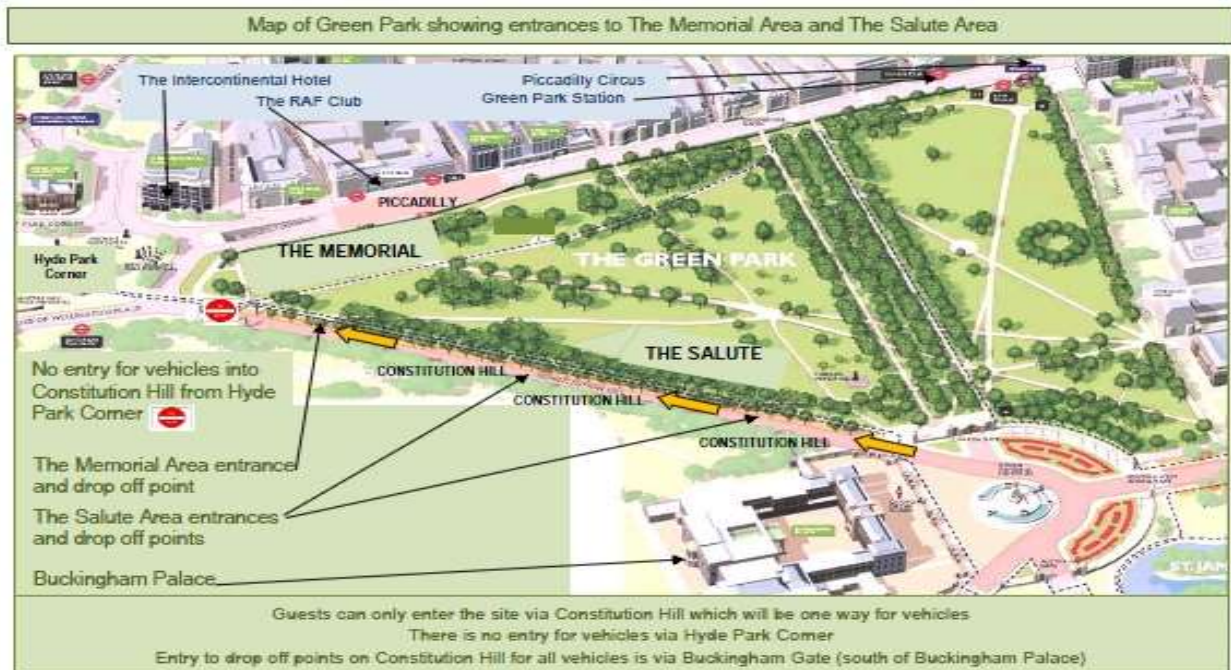 Map of Green Park showing entrances to The Memorial Area and The Salute Area
The Intercontinental Hotel
Piccadilly Circus
The RAF Club
Green Park Station
PICCADILLY
THE MEMORIAL
Hyde Park
Corner
THE GREEN PARK
THE SALUTE
No entry for vehicles into
Constitution Hill from Hyde
Park Corner
CONSTITUTION HILL
CONSTITUTION HILL
CONSTITUTION HILL
The Memorial Area entrance
and drop off point
The Salute Area entrances
and drop off points
Buckingham Palace
ST. JAM
Guests can only enter the site via Constitution Hill which will be one way for vehicles
There is no entry for vehicles via Hyde Park Corner
Entry to drop off points on Constitution Hill for all vehicles is via Buckingham Gate (south of Buckingham Palace)